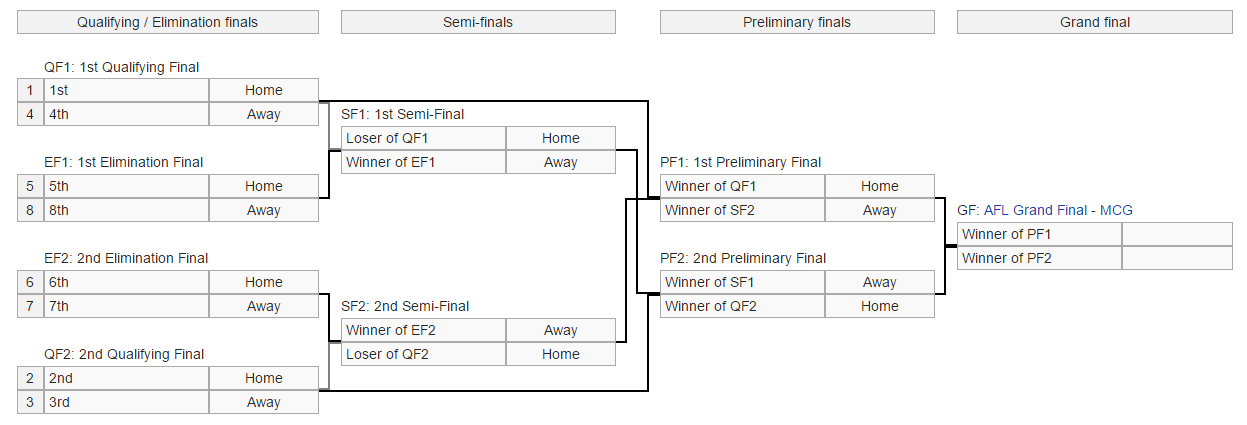 Qualifying / Elimination finals
Semi-finals
Preliminary finals
Grand final
QF1: 1st Qualifying Final
1 1st Home
4 4th Away
EF1: 1st Elimination Final
5 5th Home
8 8th Away
EF2: 2nd Elimination Final
6 6th Home
7 7th Away
QF2: 2nd Qualifying Final
2 2nd Home
3 3rd Away
SF1: 1st Semi-Final
Loser of QF1 Home
Winner of EF1 Away
SF2: 2nd Semi-Final
Winner of EF2 Away
Loser of QF2 Home
PF1: 1st Preliminary Final
Winner of QF1 Home
Winner of SF2 Away
PF2: 2nd Preliminary Final
Winner of SF1 Away
Winner of QF2 Home
GF: AFL Grand Final - MCG
Winner of PF1
Winner of PF2